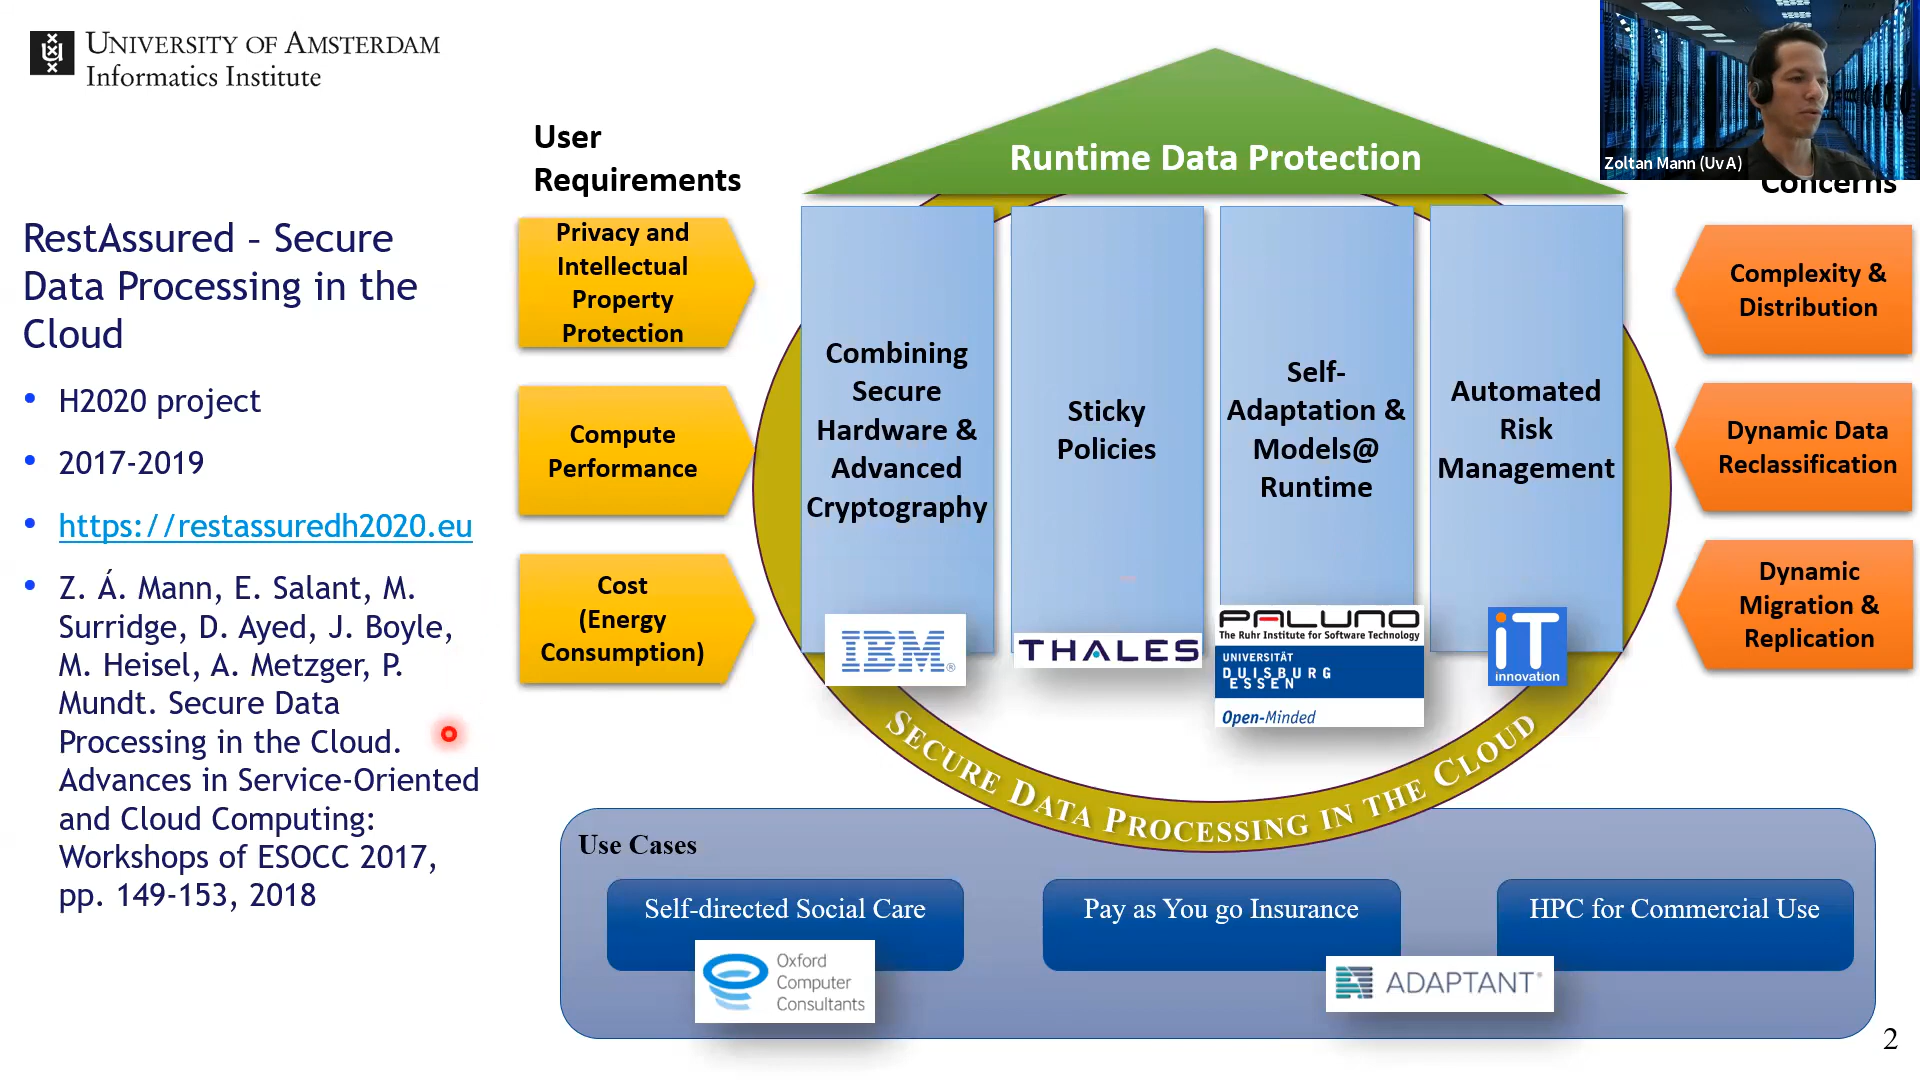 UNIVERSITY OF AMSTERDAM
Informatics Institute
RestAssured – Secure
Data Processing in the
Cloud
• H2020 project
• 2017-2019
• https://restassuredh2020.eu
• Z. Á. Mann, E. Salant, M.
Surridge, D. Ayed, J. Boyle,
M. Heisel, A. Metzger, P.
Mundt. Secure Data
Processing in the Cloud.
Advances in Service-Oriented
and Cloud Computing:
Workshops of ESOCC 2017,
pp. 149-153, 2018
User
Requirements
Privacy and
Intellectual
Property
Protection
Compute
Performance
Cost
(Energy
Consumption)
Runtime Data Protection
Combining
Secure
Hardware &
Advanced
Cryptography
IBM®
Sticky
Policies
THALES
Self-
Adaptation &
Models@
Runtime
PALUNO
The Ruhr Institute for Software Technology
UNIVERSITÄT
DUISBURG
ESSEN
Open-Minded
Automated
Risk
Management
iT
innovation
SECURE DATA PROCESSING IN THE CLOUD
Zoltan Mann (UvA)
Concerns
Complexity &
Distribution
Dynamic Data
Reclassification
Dynamic
Migration &
Replication
Use Cases
Self-directed Social Care
Oxford
Computer
Consultants
Pay as You go Insurance
ADAPTANT
HPC for Commercial Use
2